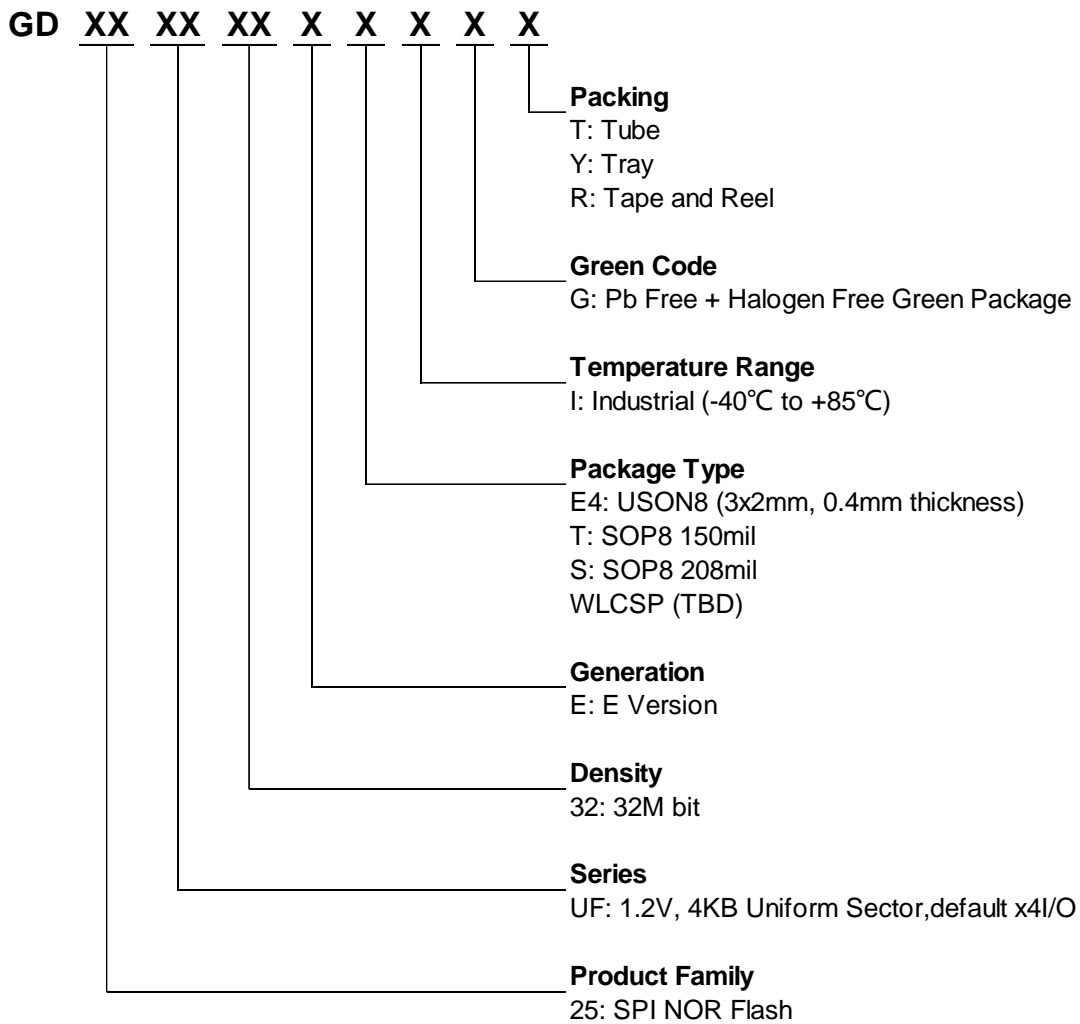 GD XX XX XX X X X X X
Packing
T: Tube
Y: Tray
R: Tape and Reel
Green Code
G: Pb Free + Halogen Free Green Package
Temperature Range
I: Industrial (-40℃ to +85℃)
Package Type
E4: USON8 (3x2mm, 0.4mm thickness)
T: SOP8 150mil
S: SOP8 208mil
WLCSP (TBD)
Generation
E: E Version
Density
32: 32M bit
Series
UF: 1.2V, 4KB Uniform Sector,default x4I/O
Product Family
25: SPI NOR Flash